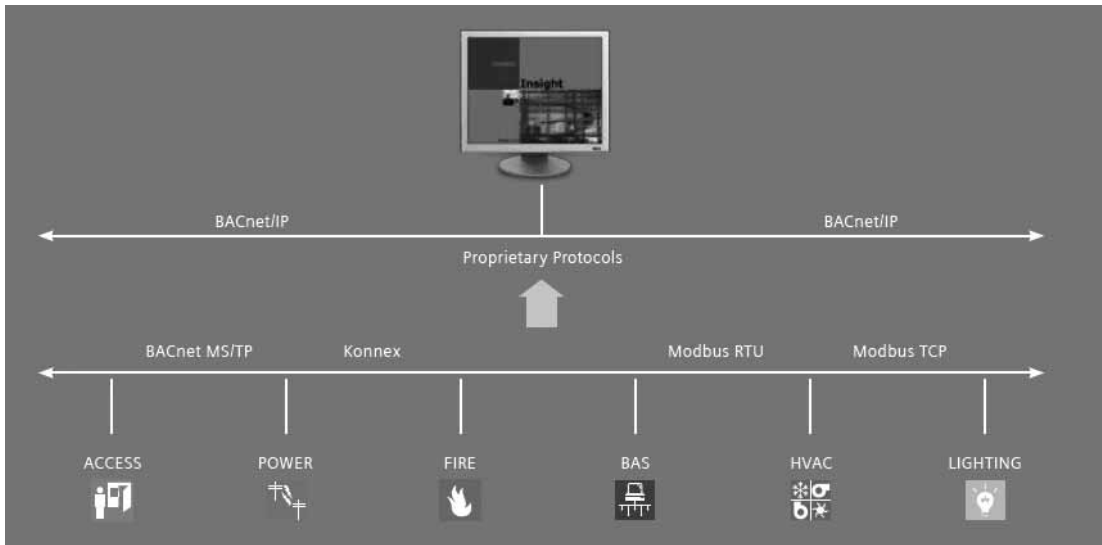 Insight
BACnet/IP
BACnet/IP
Proprietary Protocols
BACnet MS/TP
Konnex
Modbus RTU
Modbus TCP
ACCESS
POWER
FIRE
BAS
HVAC
LIGHTING